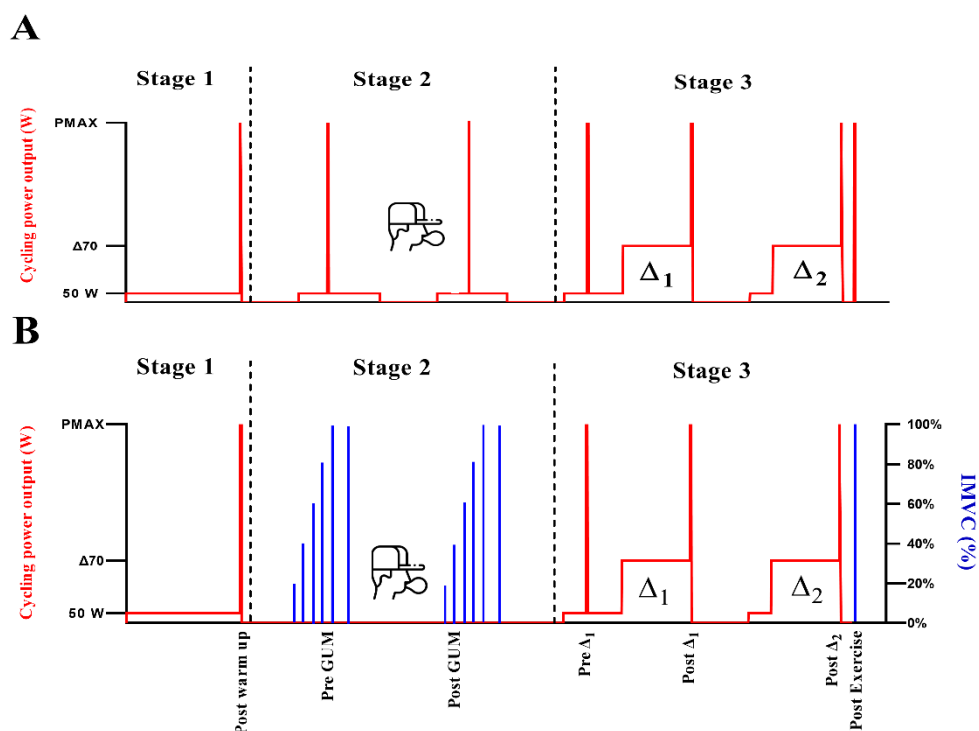 A
Stage 1
Stage 2
Stage 3
Cycling power output (W)
PMAX
Δ70
50 W
Δ1
Δ2
B
Stage 1
Stage 2
Stage 3
Cycling power output (W)
PMAX
Δ70
50 W
Δ₁
Δ₂
100%
80%
60%
40%
20%
0%
IMVC (%)
Post warm up
Pre GUM
Post GUM
Pre Δ₁
Post Δ₁
Post Δ₂
Post Exercise